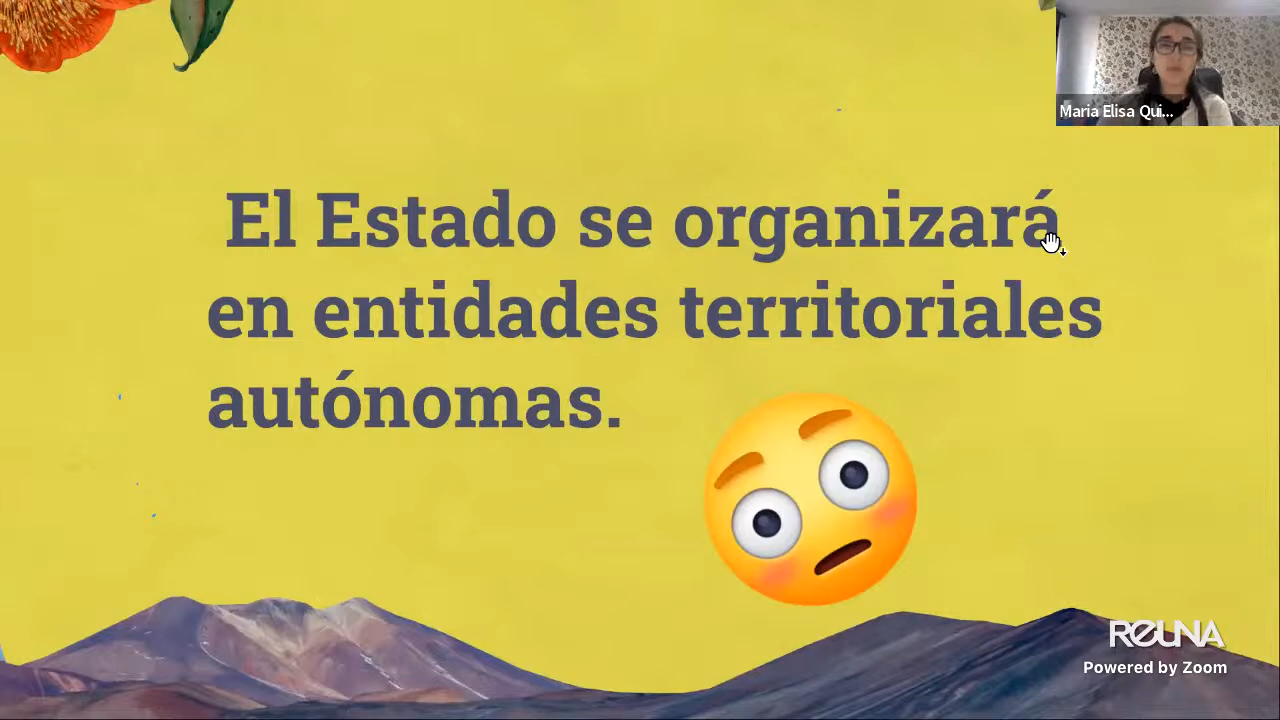 Maria Elisa Qui...
El Estado se organizará
en entidades territoriales
autónomas.
REUNA
Powered by Zoom